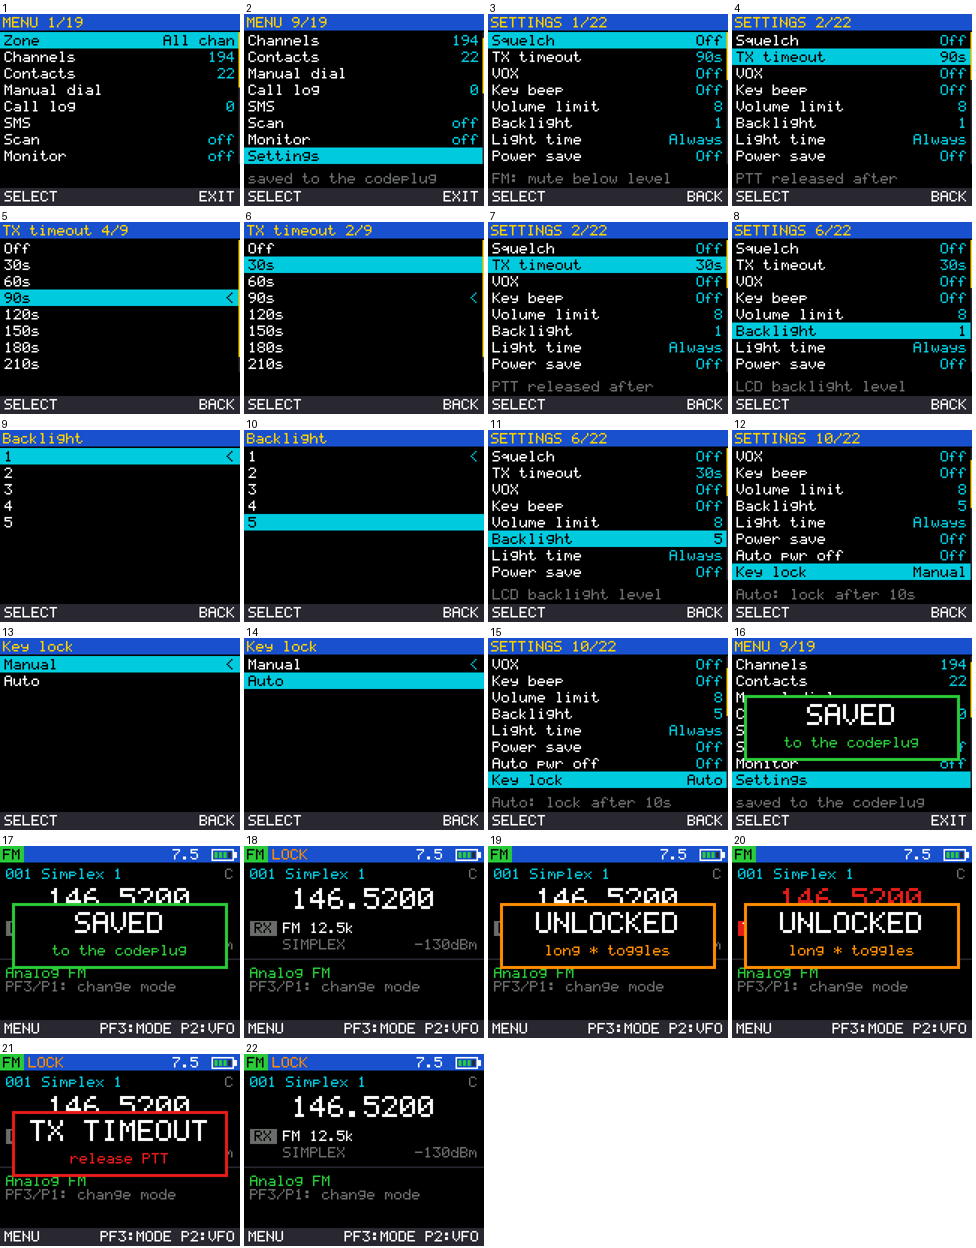 1
MENU 1/19
Zone All chan
Channels 194
Contacts 22
Manual dial
Call log 0
SMS
Scan off
Monitor off
SELECT EXIT
2
MENU 9/19
Channels 194
Contacts 22
Manual dial
Call log 0
SMS
Scan off
Monitor off
Settings
saved to the codeplug
SELECT EXIT
3
SETTINGS 1/22
Squelch Off
TX timeout 90s
VOX Off
Key beep Off
Volume limit 8
Backlight 1
Light time Always
Power save Off
FM: mute below level
SELECT BACK
4
SETTINGS 2/22
Squelch Off
TX timeout 90s
VOX Off
Key beep Off
Volume limit 8
Backlight 1
Light time Always
Power save Off
PTT released after
SELECT BACK
5
TX timeout 4/9
Off
30s
60s
90s <
120s
150s
180s
210s
SELECT BACK
6
TX timeout 2/9
Off
30s
60s
90s <
120s
150s
180s
210s
SELECT BACK
7
SETTINGS 2/22
Squelch Off
TX timeout 30s
VOX Off
Key beep Off
Volume limit 8
Backlight 1
Light time Always
Power save Off
PTT released after
SELECT BACK
8
SETTINGS 6/22
Squelch Off
TX timeout 30s
VOX Off
Key beep Off
Volume limit 8
Backlight 1
Light time Always
Power save Off
LCD backlight level
SELECT BACK
9
Backlight
1 <
2
3
4
5
SELECT BACK
10
Backlight
1 <
2
3
4
5
SELECT BACK
11
SETTINGS 6/22
Squelch Off
TX timeout 30s
VOX Off
Key beep Off
Volume limit 8
Backlight 5
Light time Always
Power save Off
LCD backlight level
SELECT BACK
12
SETTINGS 10/22
VOX Off
Key beep Off
Volume limit 8
Backlight 5
Light time Always
Power save Off
Auto pwr off Off
Key lock Manual
Auto: lock after 10s
SELECT BACK
13
Key lock
Manual <
Auto
SELECT BACK
14
Key lock
Manual <
Auto
SELECT BACK
15
SETTINGS 10/22
VOX Off
Key beep Off
Volume limit 8
Backlight 5
Light time Always
Power save Off
Auto pwr off Off
Key lock Auto
Auto: lock after 10s
SELECT BACK
16
MENU 9/19
Channels 194
Contacts 22
SAVED
to the codeplug
Monitor off
Settings
saved to the codeplug
SELECT EXIT
17
FM 7.5
001 Simplex 1 C
146.5200
SAVED
to the codeplug
Analog FM
PF3/P1: change mode
MENU PF3:MODE P2:VFO
18
FM LOCK 7.5
001 Simplex 1 C
146.5200
RX FM 12.5k
SIMPLEX -130dBm
Analog FM
PF3/P1: change mode
MENU PF3:MODE P2:VFO
19
FM 7.5
001 Simplex 1 C
146.5200
UNLOCKED
long * toggles
Analog FM
PF3/P1: change mode
MENU PF3:MODE P2:VFO
20
FM 7.5
001 Simplex 1 C
146.5200
UNLOCKED
long * toggles
Analog FM
PF3/P1: change mode
MENU PF3:MODE P2:VFO
21
FM LOCK 7.5
001 Simplex 1 C
146.5200
TX TIMEOUT
release PTT
Analog FM
PF3/P1: change mode
MENU PF3:MODE P2:VFO
22
FM LOCK 7.5
001 Simplex 1 C
146.5200
RX FM 12.5k
SIMPLEX -130dBm
Analog FM
PF3/P1: change mode
MENU PF3:MODE P2:VFO